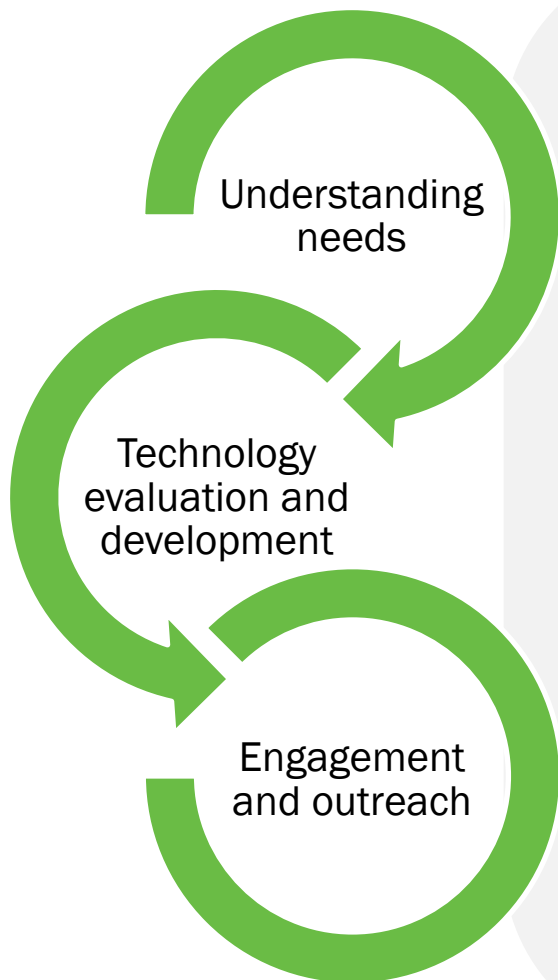 Understanding
needs
Technology
evaluation and
development
Engagement
and outreach